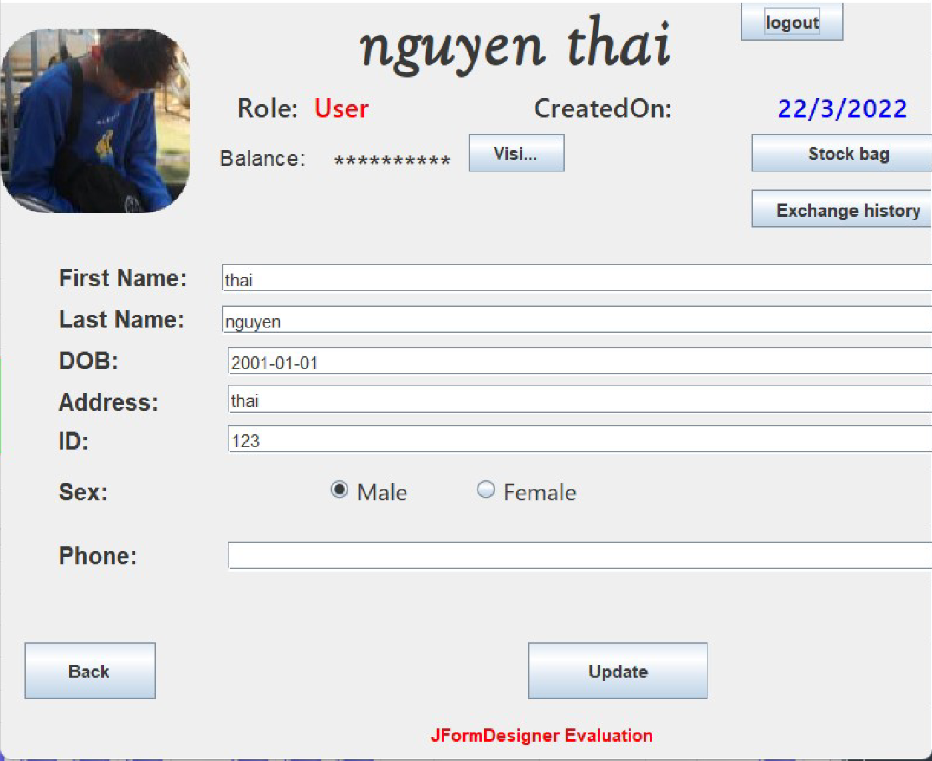 nguyen thai
logout
Role: User CreatedOn: 22/3/2022
Balance: ********** Visi... Stock bag
Exchange history
First Name: thai
Last Name: nguyen
DOB: 2001-01-01
Address: thai
ID: 123
Sex: Male Female
Phone:
Back Update
JFormDesigner Evaluation